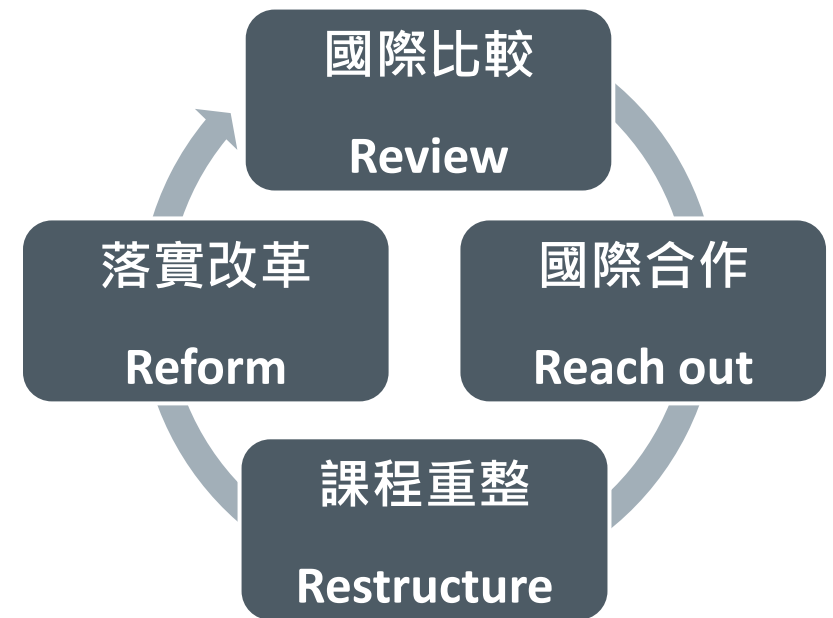 國際比較
Review
國際合作
Reach out
課程重整
Restructure
落實改革
Reform